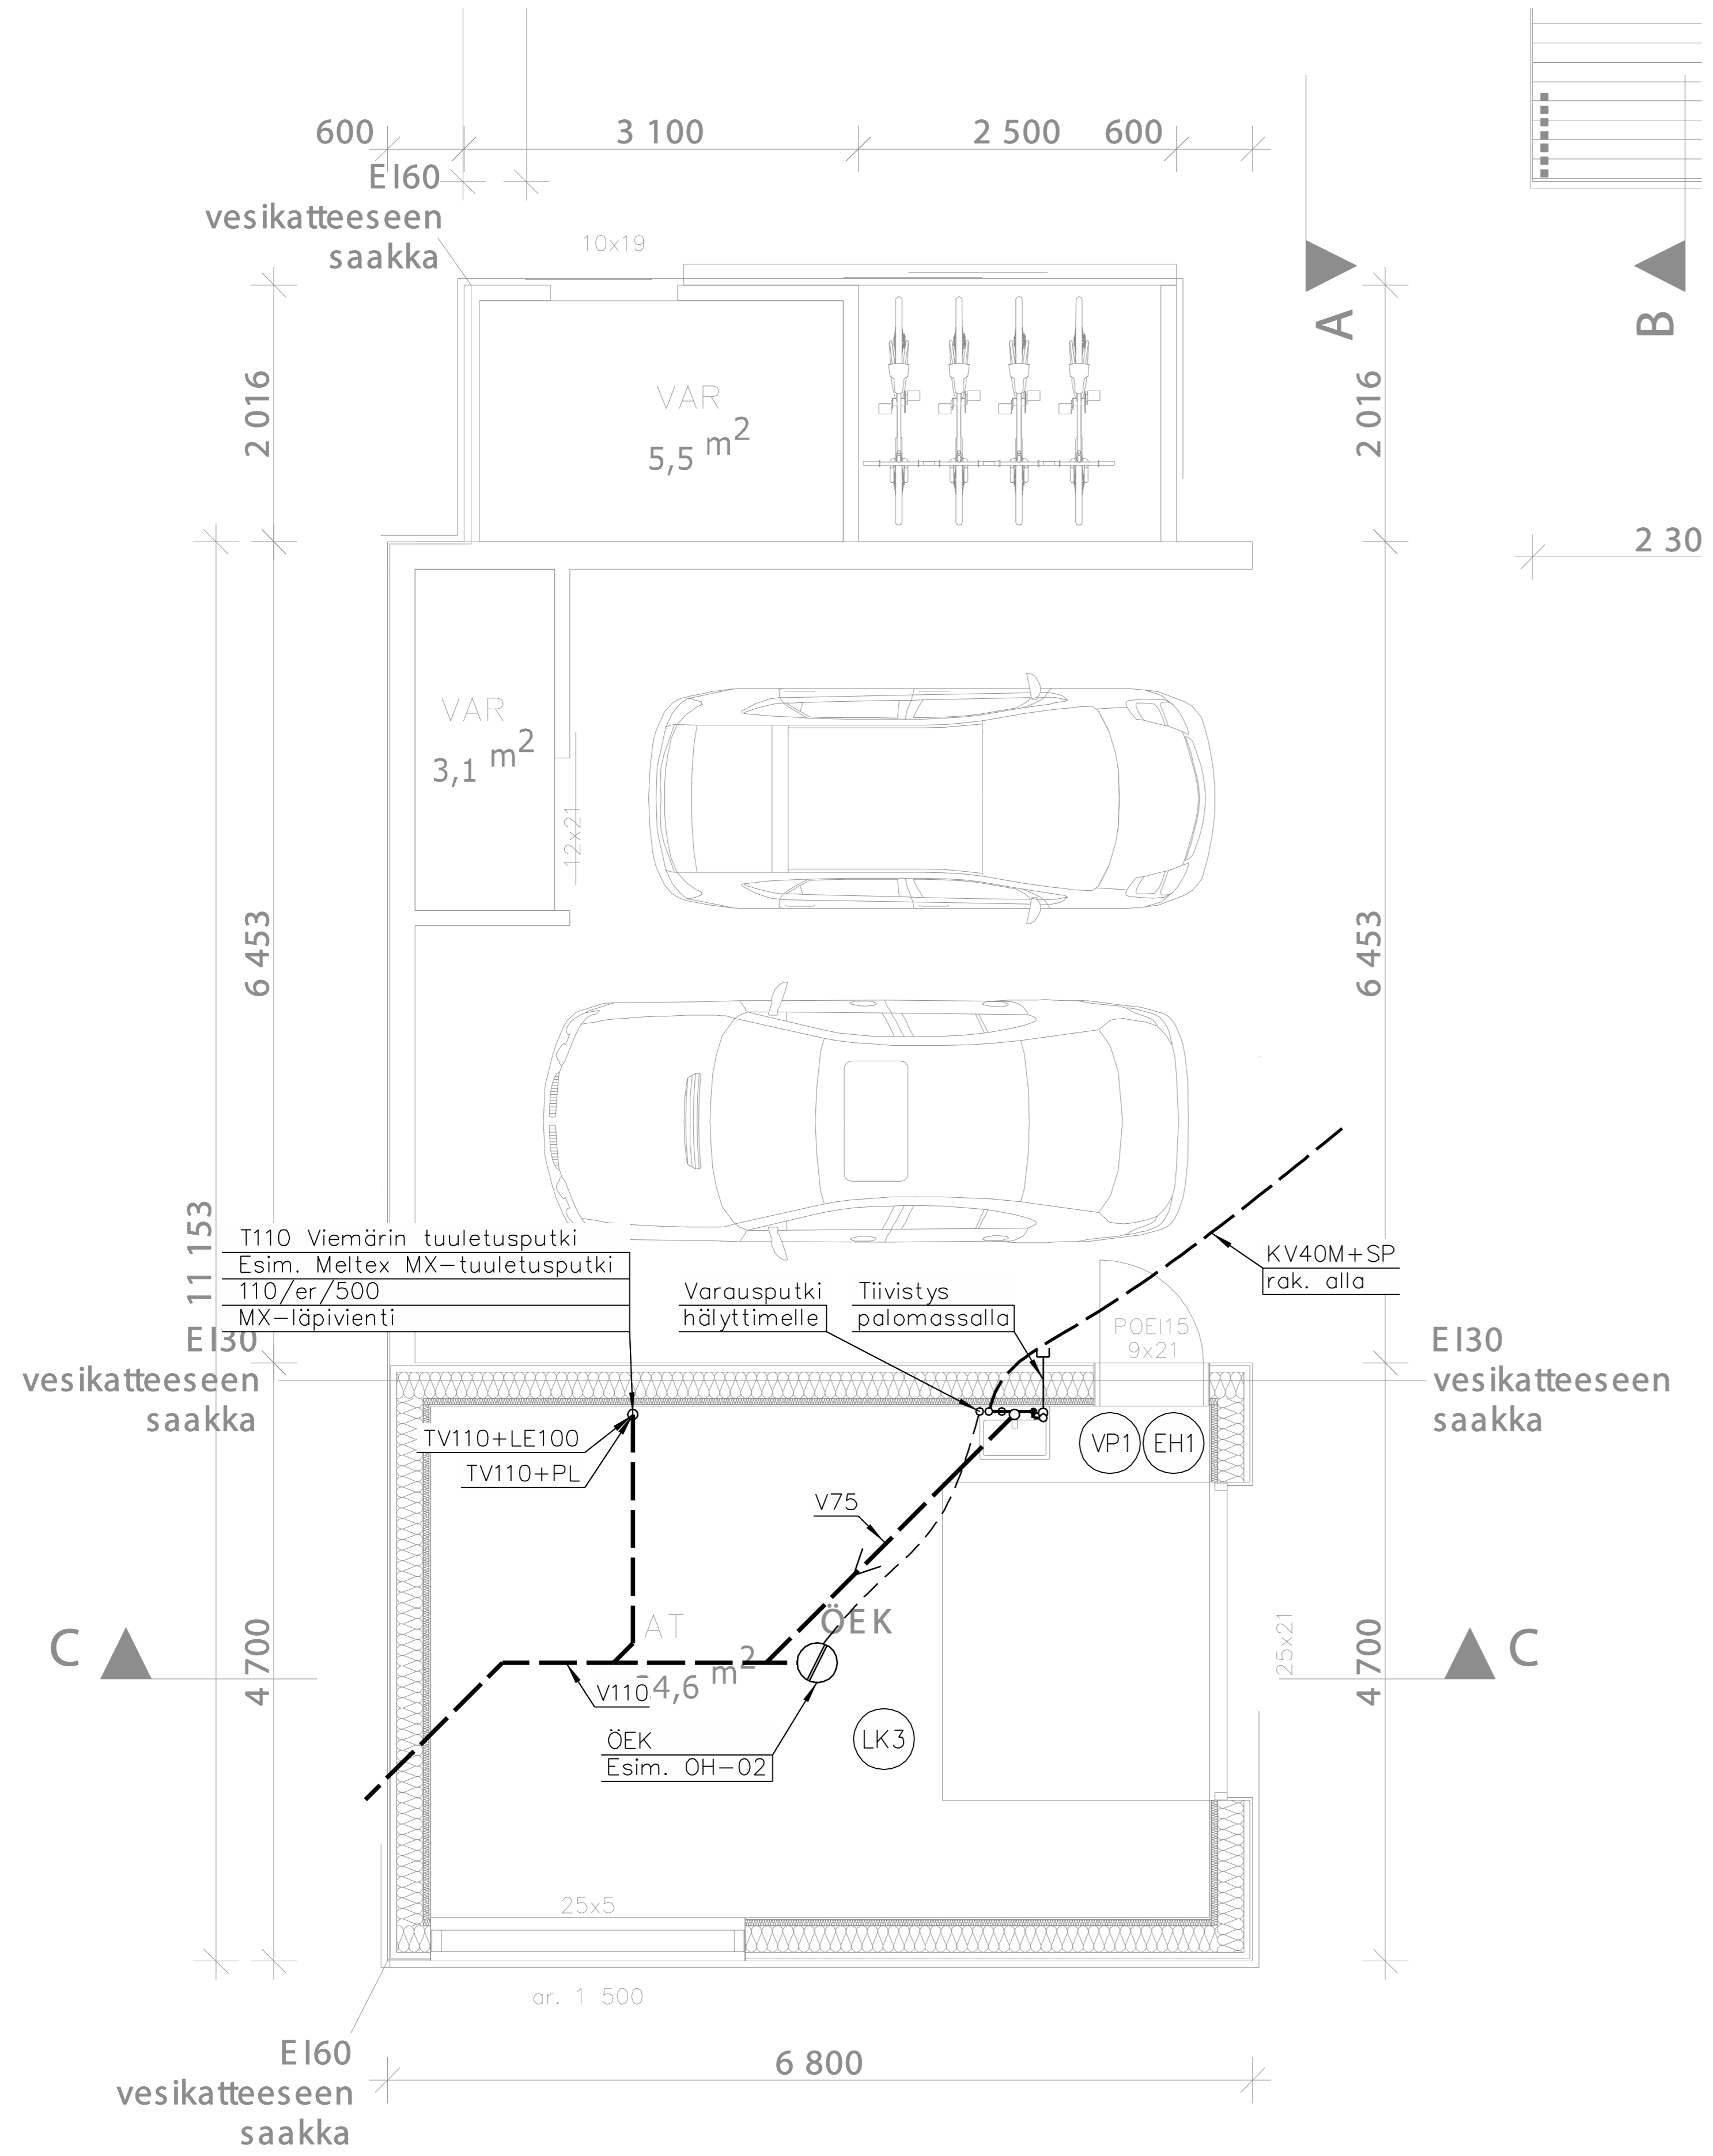 600
3 100
2 500
600
EI60
vesikatteeseen
saakka
10x19
A
B
2 016
VAR
5,5 m2
2 016
2 30
VAR
3,1 m2
12x21
6 453
6 453
11 153
T110 Viemärin tuuletusputki
Esim. Meltex MX-tuuletusputki
110/er/500
MX-läpivienti
Varausputki
hälyttimelle
Tiivistys
palomassalla
KV40M+SP
rak. alla
POEI15
9x21
EI30
vesikatteeseen
saakka
EI30
vesikatteeseen
saakka
TV110+LE100
TV110+PL
VP1
EH1
V75
AT
ÖEK
4,6 m2
V110
ÖEK
Esim. OH-02
LK3
25x21
C
C
4 700
4 700
25x5
ar. 1 500
EI60
vesikatteeseen
saakka
6 800